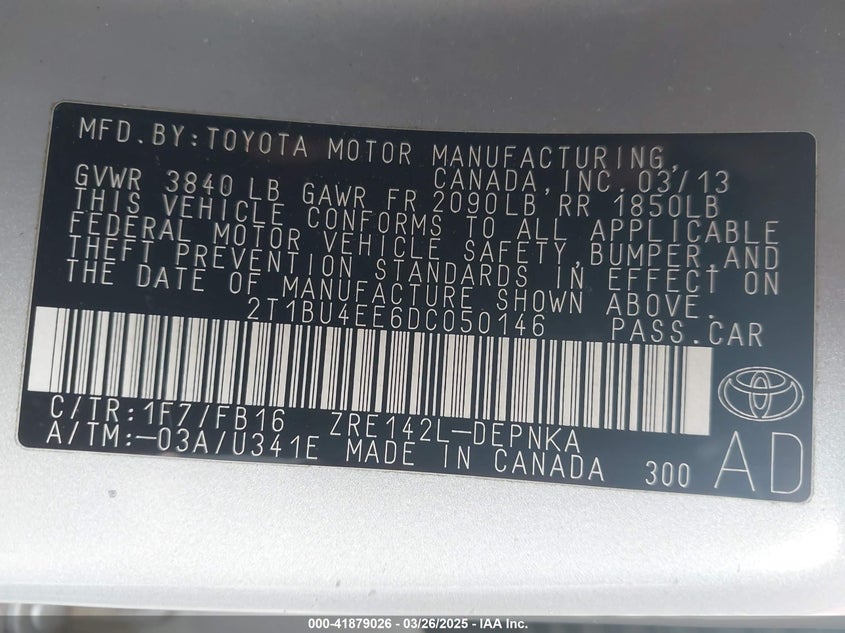 MFD.BY:TOYOTA MOTOR MANUFACTURING,
CANADA,INC.03/13
GVWR 3840 LB GAWR FR 2090LB,RR 1850LB
THIS VEHICLE CONFORMS TO ALL APPLICABLE
FEDERAL MOTOR VEHICLE SAFETY,BUMPER,AND
THEFT PREVENTION STANDARDS IN EFFECT ON
THE DATE OF MANUFACTURE SHOWN ABOVE.
2T1BU4EE6DC050146 PASS.CAR
C/TR:1F7/FB16 ZRE142L-DEPNKA
A/TM:-03A/U341E MADE IN CANADA 300 AD
000-41879026 - 03/26/2025 - IAA Inc.